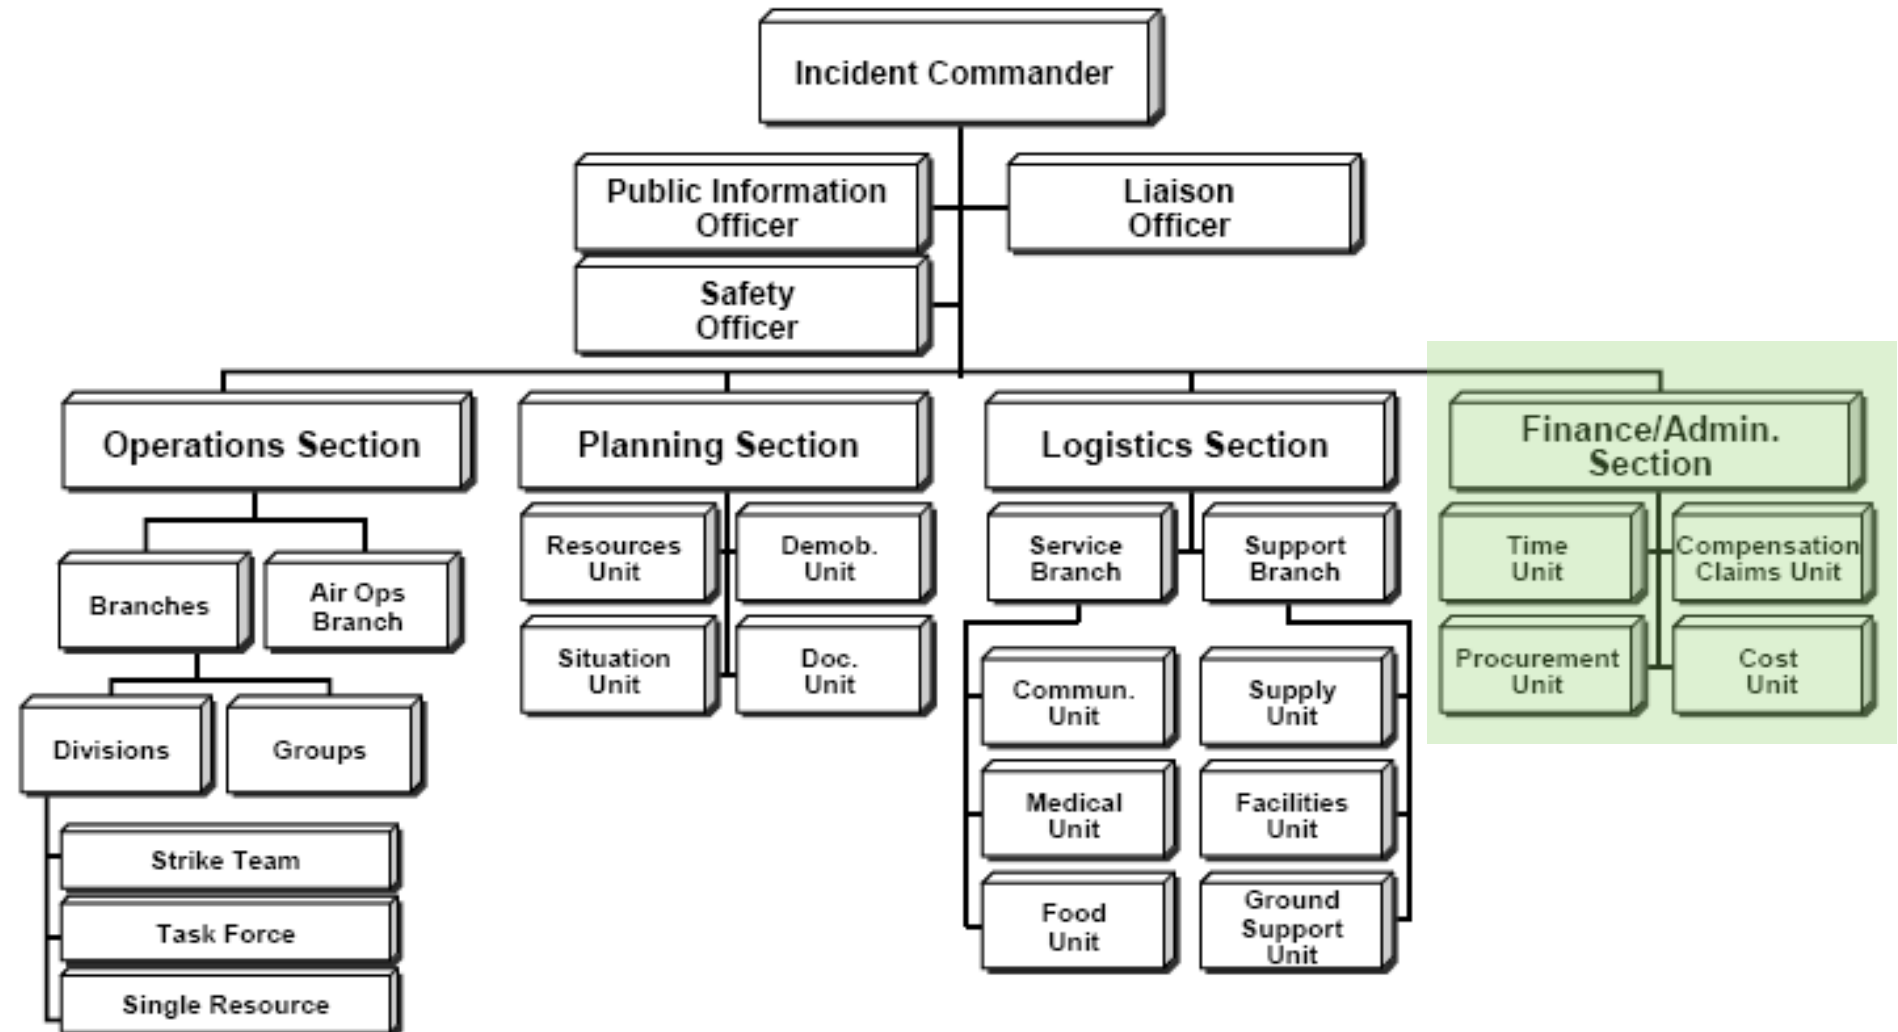 Incident Commander
Public Information
Officer
Liaison
Officer
Safety
Officer
Operations Section
Planning Section
Logistics Section
Finance/Admin.
Section
Branches
Air Ops
Branch
Divisions
Groups
Strike Team
Task Force
Single Resource
Resources
Unit
Demob.
Unit
Situation
Unit
Doc.
Unit
Service
Branch
Support
Branch
Commun.
Unit
Supply
Unit
Medical
Unit
Facilities
Unit
Food
Unit
Ground
Support
Unit
Time
Unit
Compensation
Claims Unit
Procurement
Unit
Cost
Unit